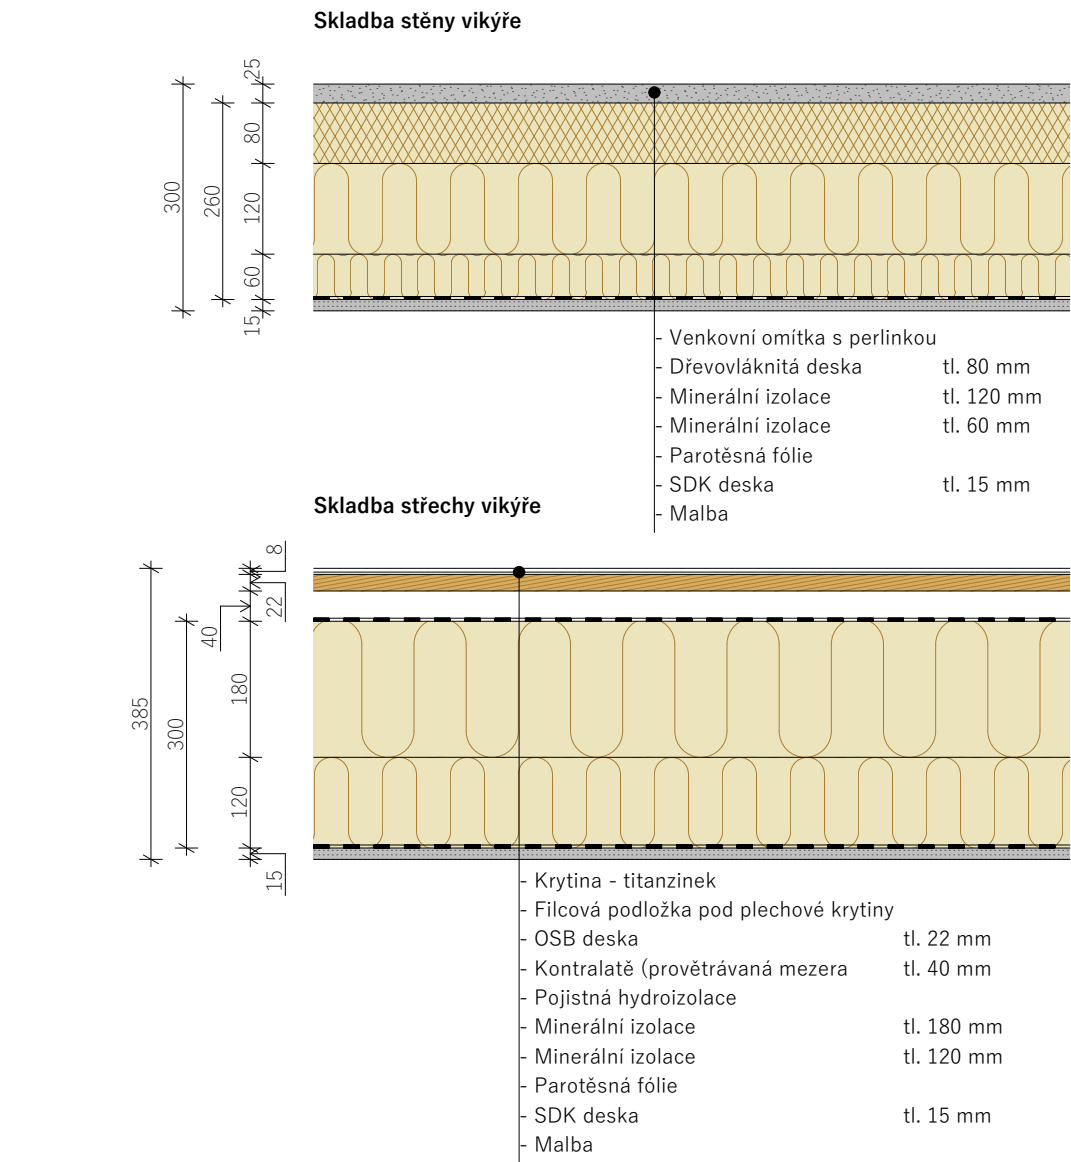 Skladba stěny vikýře
25
80
120
60
15
260
300
- Venkovní omítka s perlinkou
- Dřevovláknitá deska tl. 80 mm
- Minerální izolace tl. 120 mm
- Minerální izolace tl. 60 mm
- Parotěsná fólie
- SDK deska tl. 15 mm
- Malba
Skladba střechy vikýře
8
22
40
180
120
15
300
385
- Krytina - titanzinek
- Filcová podložka pod plechové krytiny
- OSB deska tl. 22 mm
- Kontralatě (provětrávaná mezera tl. 40 mm
- Pojistná hydroizolace
- Minerální izolace tl. 180 mm
- Minerální izolace tl. 120 mm
- Parotěsná fólie
- SDK deska tl. 15 mm
- Malba